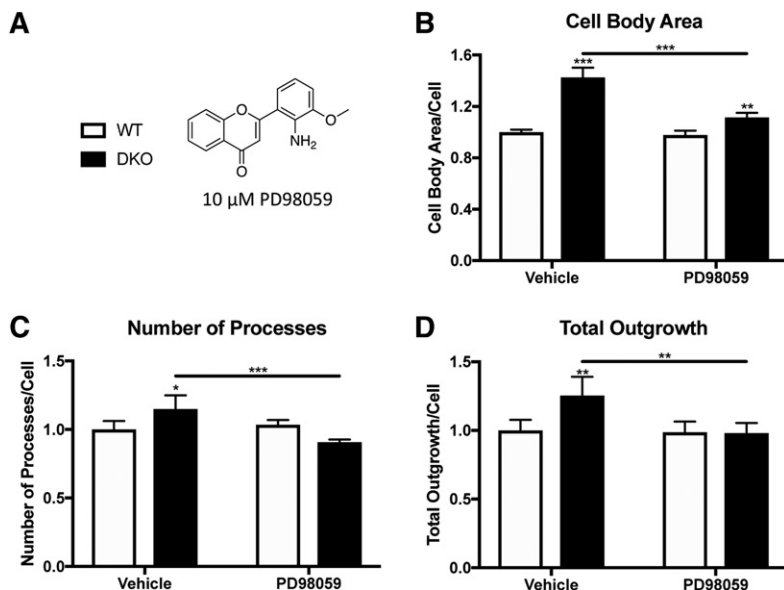 A
WT
DKO
O
O
NH₂
O
10 μM PD98059
B
Cell Body Area
Cell Body Area/Cell
1.6
1.2
0.8
0.4
0.0
***
***
**
Vehicle
PD98059
C
Number of Processes
Number of Processes/Cell
1.5
1.0
0.5
0.0
*
***
Vehicle
PD98059
D
Total Outgrowth
Total Outgrowth/Cell
1.5
1.0
0.5
0.0
**
**
Vehicle
PD98059